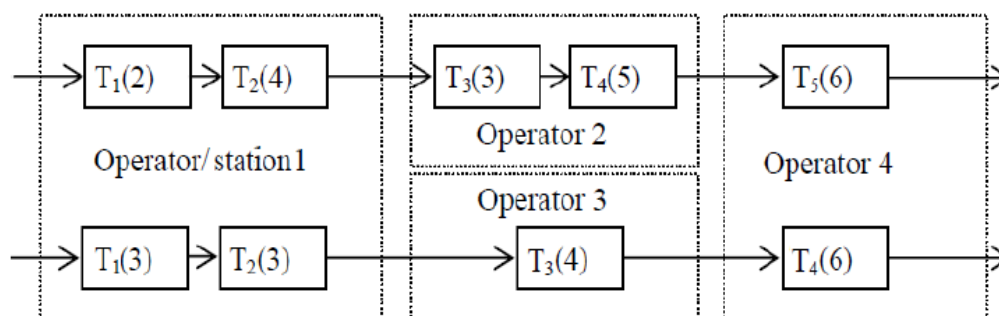 T₁(2) T₂(4) T₃(3) T₄(5) T₅(6)
Operator 2
Operator/ station1 Operator 4
Operator 3
T₁(3) T₂(3) T₃(4) T₄(6)